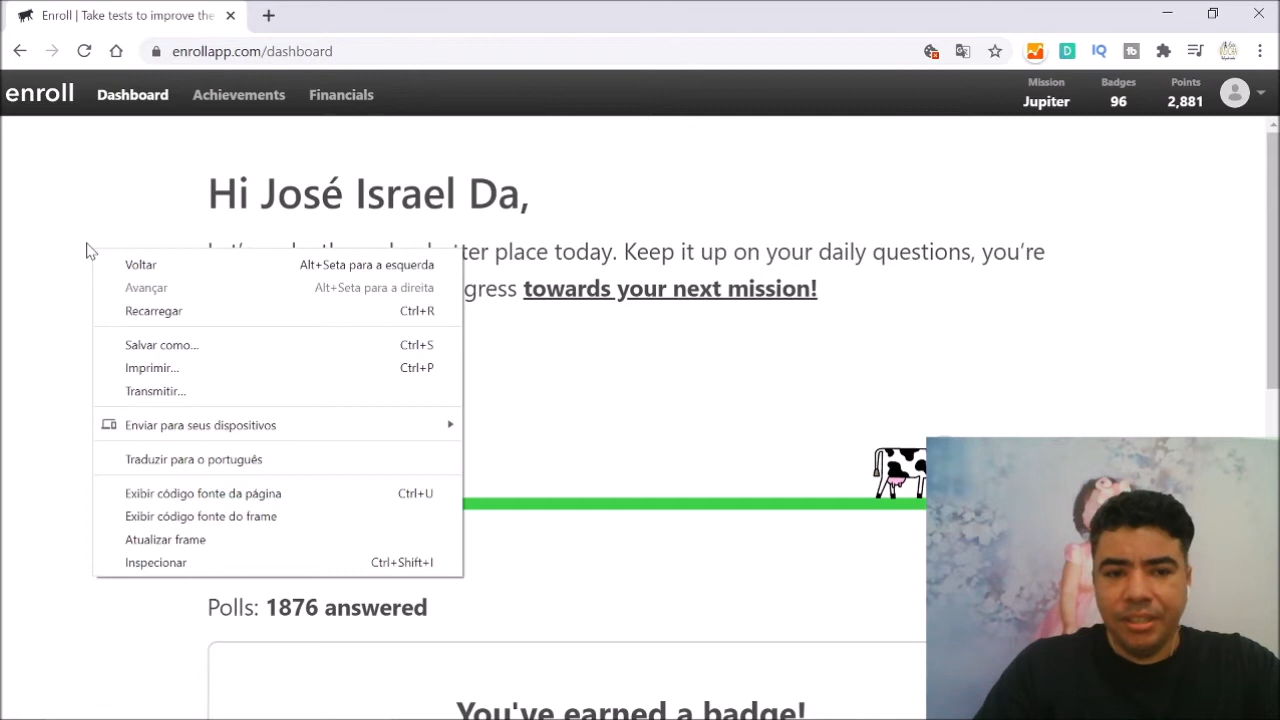 Enroll | Take tests to improve the
enrollapp.com/dashboard
enroll Dashboard Achievements Financials
Mission Badges Points
Jupiter 96 2,881
Hi José Israel Da,
better place today. Keep it up on your daily questions, you're
gress towards your next mission!
Voltar Alt+Seta para a esquerda
Avançar Alt+Seta para a direita
Recarregar Ctrl+R
Salvar como... Ctrl+S
Imprimir... Ctrl+P
Transmitir...
Enviar para seus dispositivos
Traduzir para o português
Exibir código fonte da página Ctrl+U
Exibir código fonte do frame
Atualizar frame
Inspecionar Ctrl+Shift+I
Polls: 1876 answered
You've earned a badge!